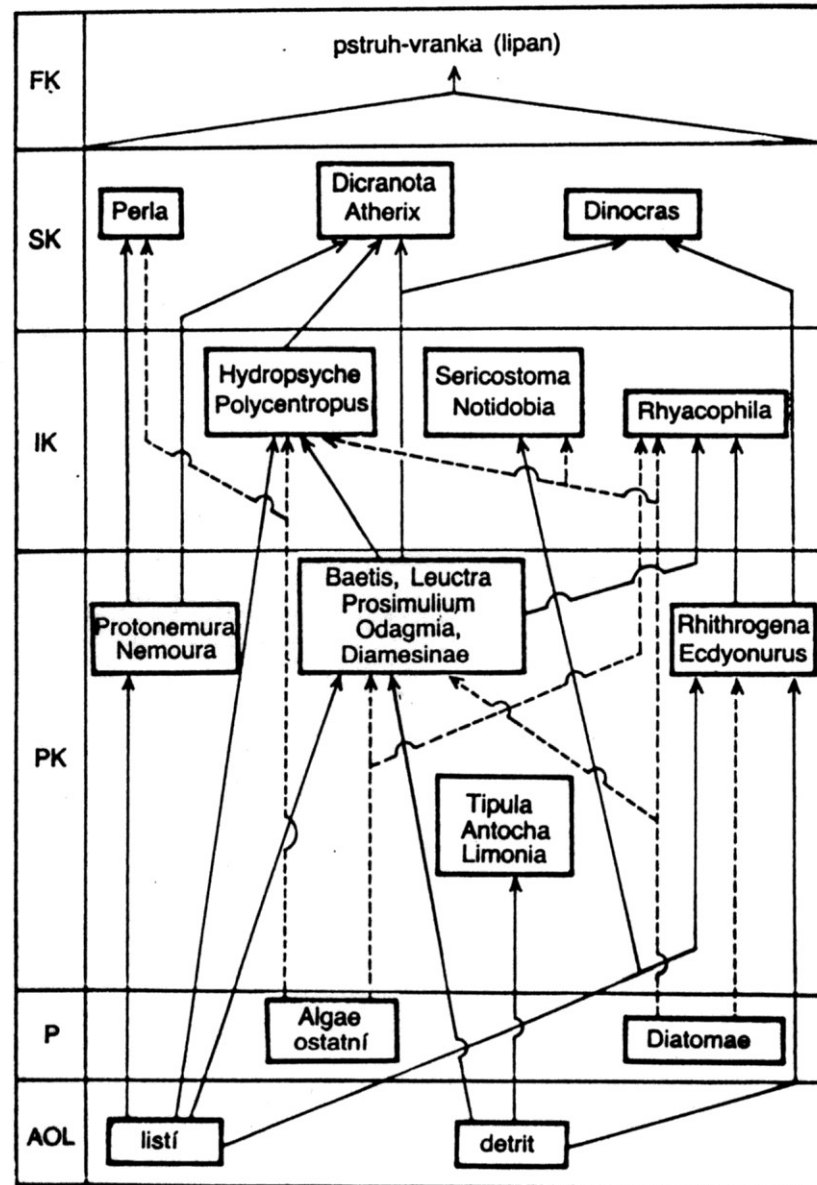 FK
pstruh-vranka (lipan)
SK
Perla
Dicranota
Atherix
Dinocras
IK
Hydropsyche
Polycentropus
Sericostoma
Notidobia
Rhyacophila
PK
Protonemura
Nemoura
Baetis, Leuctra
Prosimulium
Odagmia,
Diamesinae
Rhithrogena
Ecdyonurus
Tipula
Antocha
Limonia
P
Algae
ostatní
Diatomae
AOL
listí
detrit